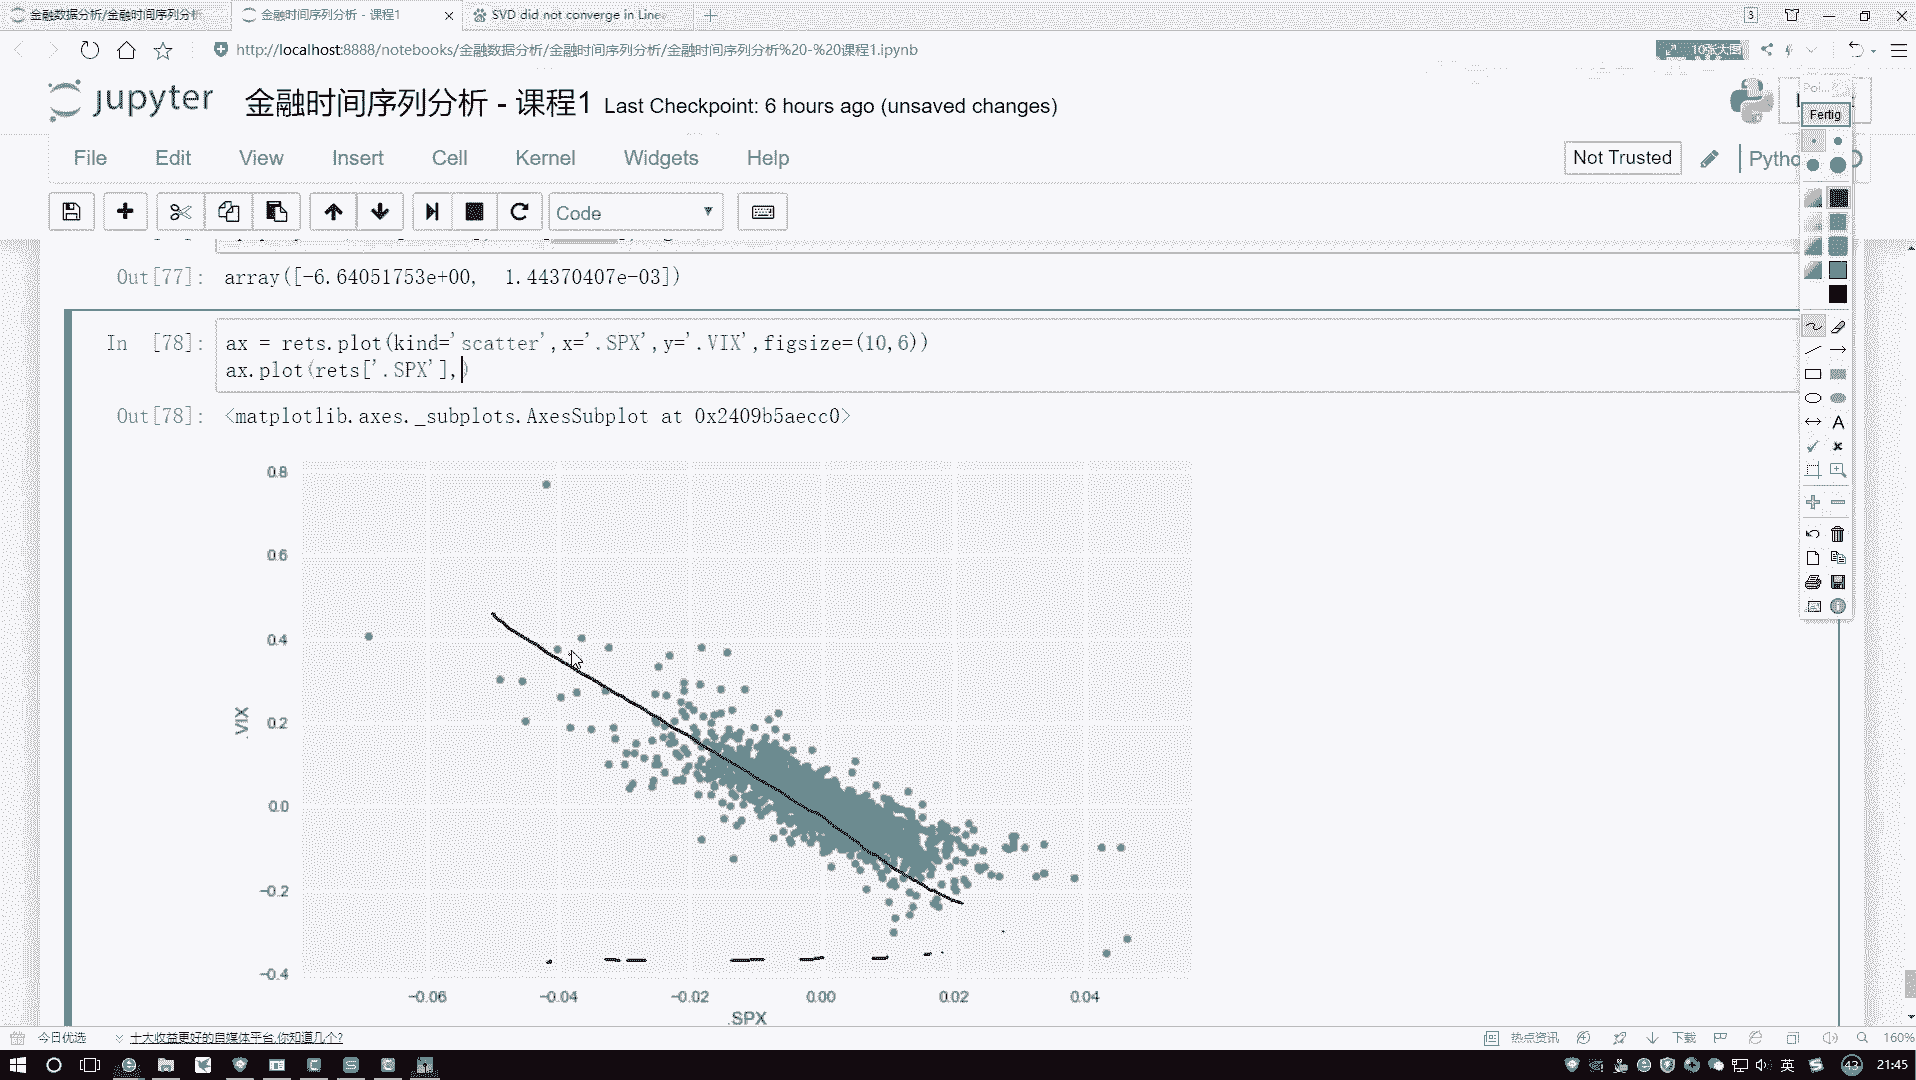 金融数据分析/金融时间序列分析
金融时间序列分析 - 课程1
SVD did not converge in Line
3
http://localhost:8888/notebooks/金融数据分析/金融时间序列分析/金融时间序列分析%20-%20课程1.ipynb
10张大图
jupyter 金融时间序列分析 - 课程1 Last Checkpoint: 6 hours ago (unsaved changes)
Fertig
File Edit View Insert Cell Kernel Widgets Help
Not Trusted
Pytho
Code
Out[77]: array([-6.64051753e+00, 1.44370407e-03])
In [78]: ax = rets.plot(kind='scatter',x='.SPX',y='.VIX',figsize=(10,6))
ax.plot(rets['.SPX'],)
Out[78]: <matplotlib.axes._subplots.AxesSubplot at 0x2409b5aecc0>
0.8
0.6
0.4
0.2
0.0
−0.2
−0.4
.VIX
−0.06 −0.04 −0.02 0.00 0.02 0.04
.SPX
A
今日优选
十大收益更好的自媒体平台,你知道几个?
热点资讯
下载
160%
英
43
21:45